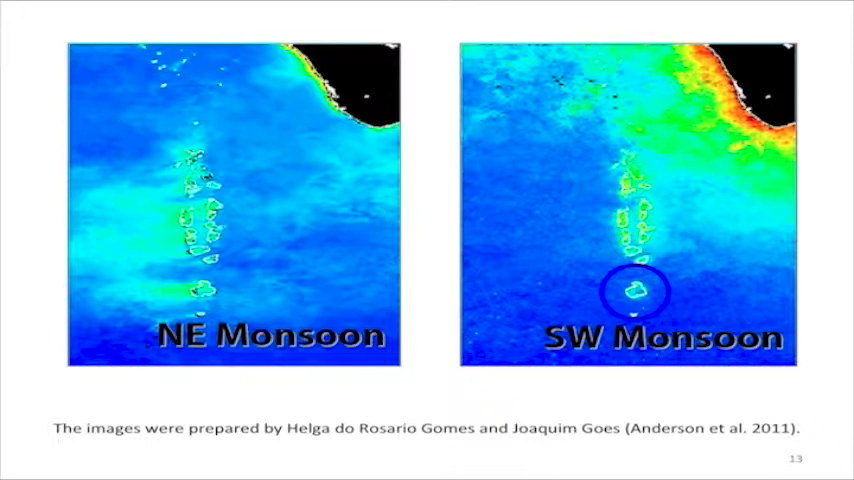 NE Monsoon
SW Monsoon
The images were prepared by Helga do Rosario Gomes and Joaquim Goes (Anderson et al. 2011).
13